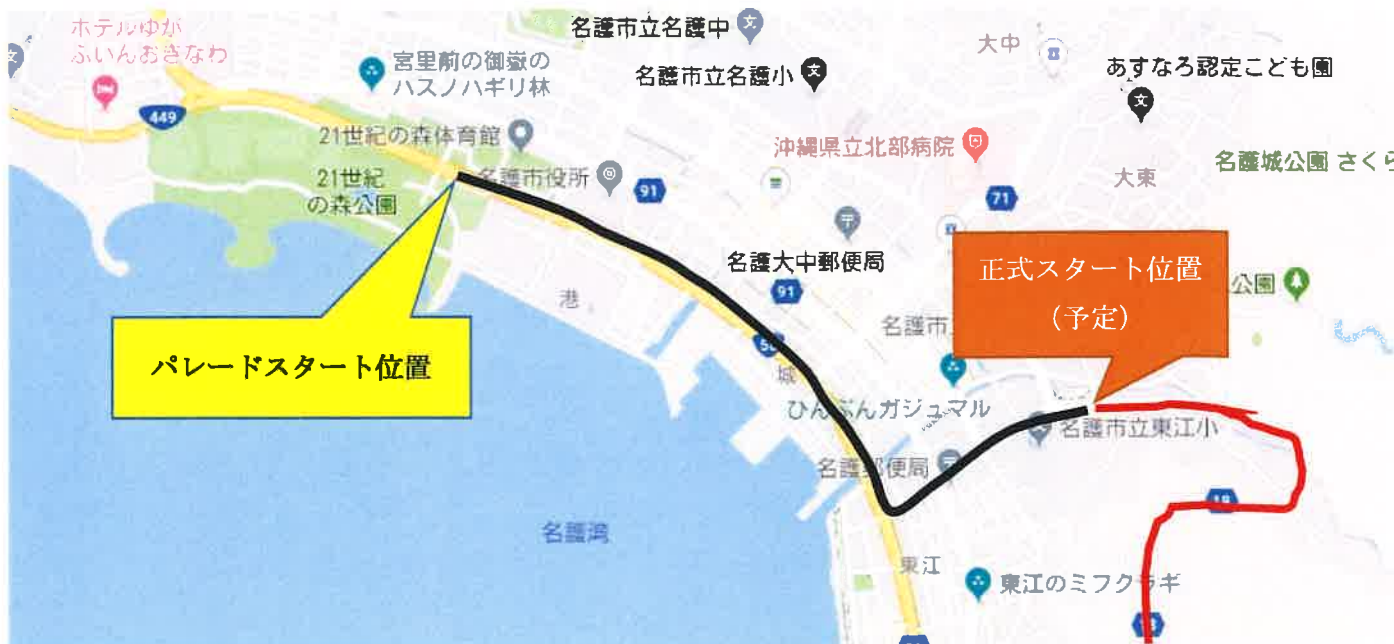 ホテルゆが
ふいんおきなわ
名護市立名護中
宮里前の御嶽の
ハスノハギリ林
名護市立名護小
大中
あすなろ認定こども園
449
21世紀の森体育館
沖縄県立北部病院
名護城公園 さくら
21世紀
の森公園
名護市役所
91
大東
71
名護大中郵便局
正式スタート位置
(予定)
公園
港
91
名護市
パレードスタート位置
58
城
ひんぷんガジュマル
名護市立東江小
名護郵便局
18
名護湾
東江
東江のミフクラギ